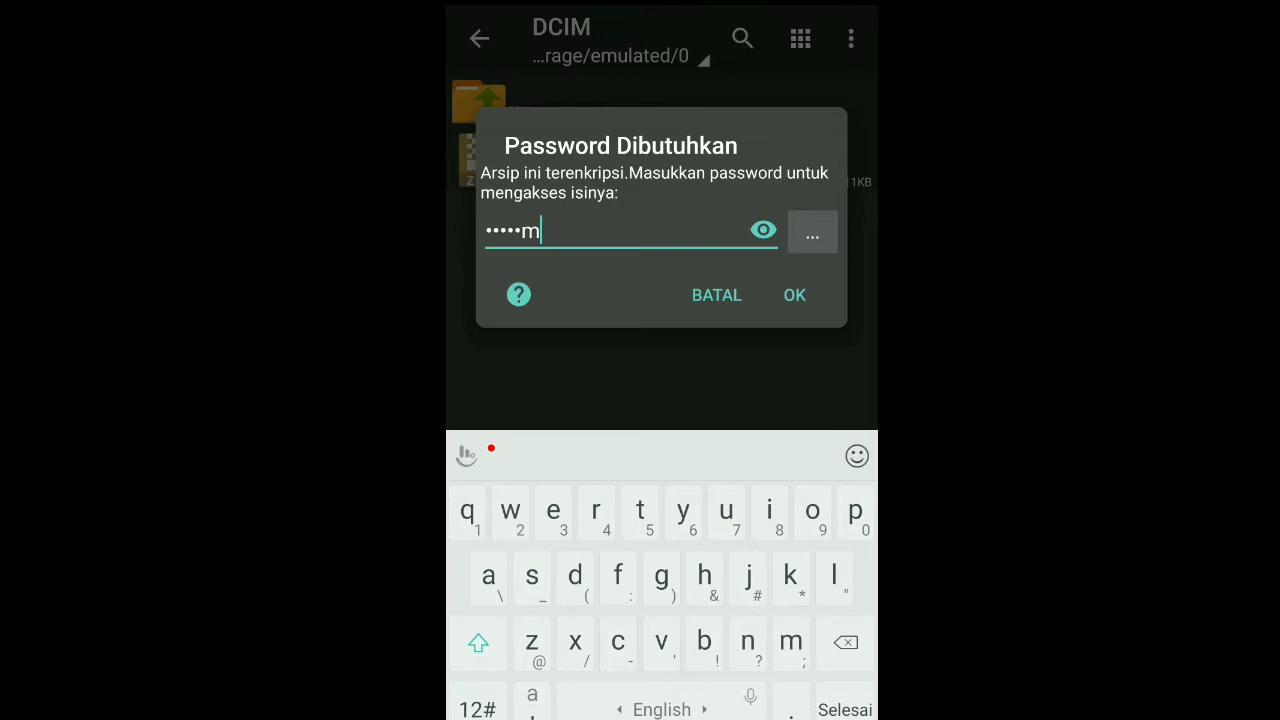 DCIM
...rage/emulated/0
Password Dibutuhkan
Arsip ini terenkripsi.Masukkan password untuk
mengakses isinya:
•••••m
...
BATAL OK
Z
11KB
q w e r t y u i o p
1 2 3 4 5 6 7 8 9 0
a s d f g h j k l
\ _ ( : ) & # * "
z x c v b n m
@ / - ' ! ? ;
12# a , English . Selesai